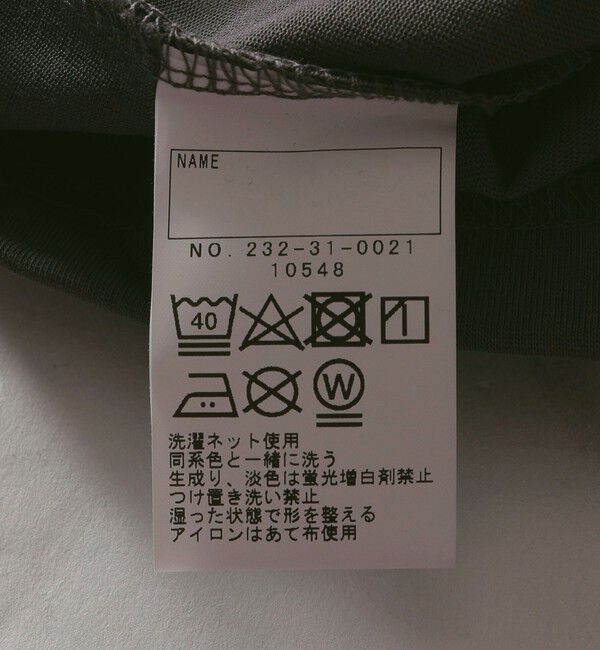 NAME
NO. 232-31-0021
10548
40
W
洗濯ネット使用
同系色と一緒に洗う
生成り、淡色は蛍光増白剤禁止
つけ置き洗い禁止
湿った状態で形を整える
アイロンはあて布使用